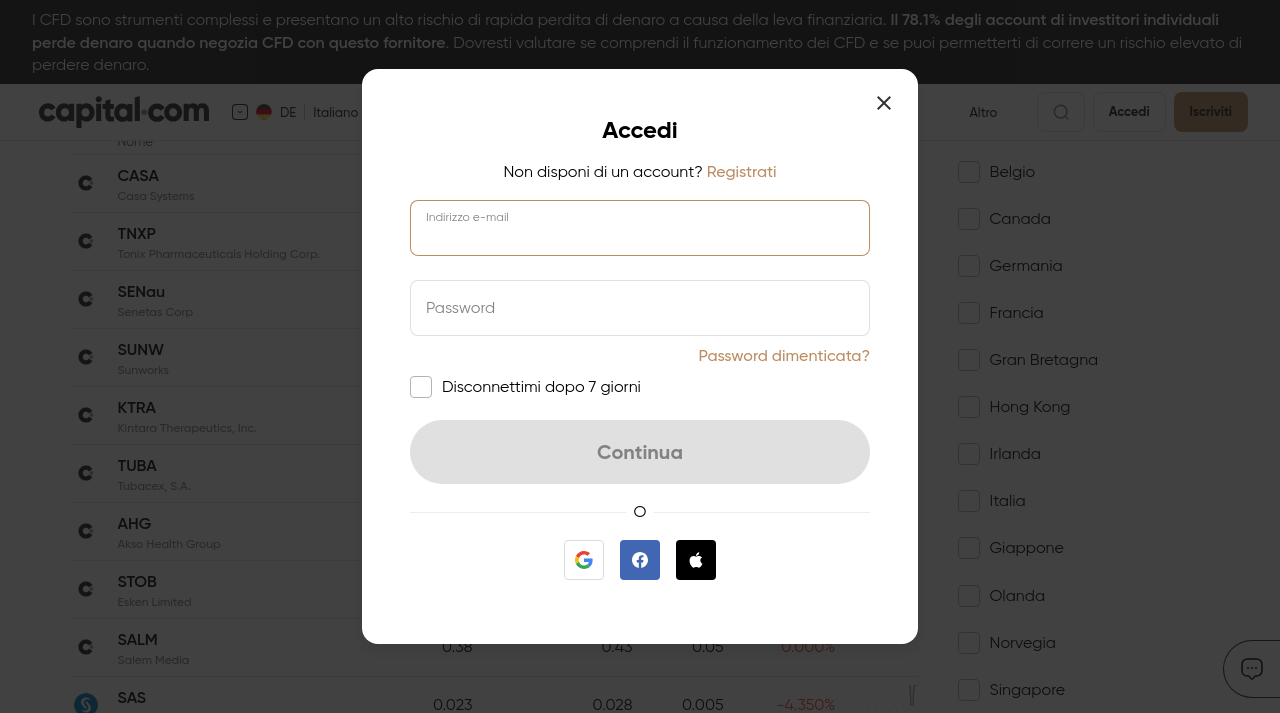 I CFD sono strumenti complessi e presentano un alto rischio di rapida perdita di denaro a causa della leva finanziaria. Il 78.1% degli account di investitori individuali
perde denaro quando negozia CFD con questo fornitore. Dovresti valutare se comprendi il funzionamento dei CFD e se puoi permetterti di correre un rischio elevato di
perdere denaro.
capital.com DE Italiano Altro Accedi Iscriviti
Nome
CASA
Casa Systems
TNXP
Tonix Pharmaceuticals Holding Corp.
SENau
Senetas Corp
SUNW
Sunworks
KTRA
Kintara Therapeutics, Inc.
TUBA
Tubacex, S.A.
AHG
Akso Health Group
STOB
Esken Limited
SALM
Salem Media
0.38 0.43 0.05 0.000%
SAS
0.023 0.028 0.005 -4.350%
Accedi
Non disponi di un account? Registrati
Indirizzo e-mail
Password
Password dimenticata?
Disconnettimi dopo 7 giorni
Continua
O
Belgio
Canada
Germania
Francia
Gran Bretagna
Hong Kong
Irlanda
Italia
Giappone
Olanda
Norvegia
Singapore